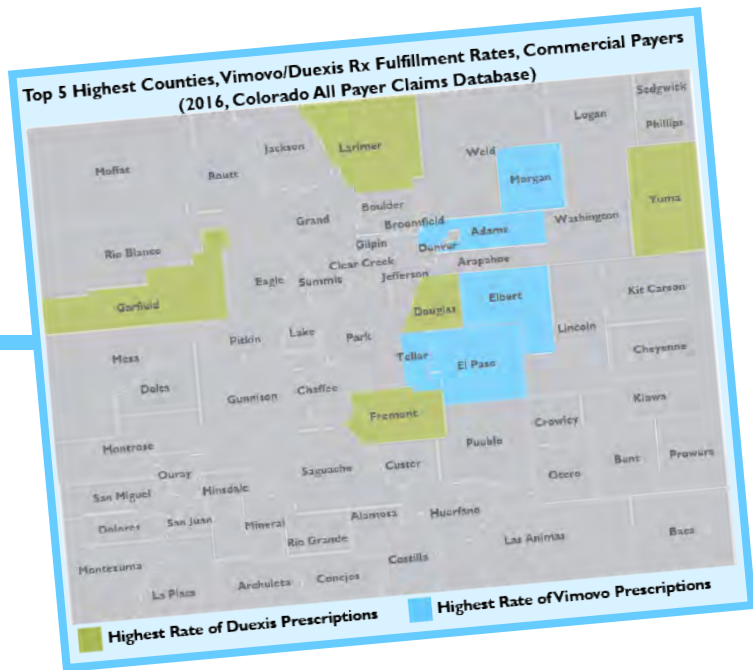 Top 5 Highest Counties, Vimovo/Duexis Rx Fulfillment Rates, Commercial Payers
(2016, Colorado All Payer Claims Database)
Sedgwick
Logan
Phillips
Jackson
Larimer
Weld
Moffat
Routt
Morgan
Yuma
Boulder
Grand
Broomfield
Washington
Adams
Gilpin
Denver
Rio Blanco
Clear Creek
Arapahoe
Eagle
Summit
Jefferson
Kit Carson
Elbert
Garfield
Douglas
Lincoln
Pitkin
Lake
Park
Cheyenne
Mesa
Teller
El Paso
Delta
Gunnison
Chaffee
Kiowa
Fremont
Crowley
Montrose
Pueblo
Prowers
Bent
Ouray
Saguache
Custer
Otero
San Miguel
Hinsdale
Dolores
San Juan
Mineral
Alamosa
Huerfano
Rio Grande
Las Animas
Baca
Montezuma
Costilla
La Plata
Archuleta
Conejos
Highest Rate of Duexis Prescriptions
Highest Rate of Vimovo Prescriptions